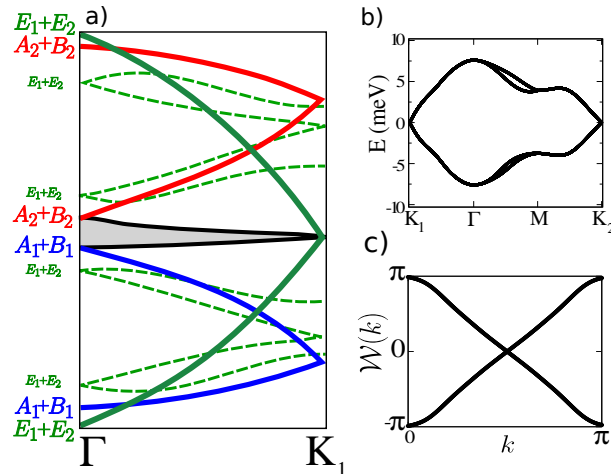 a)
E₁+E₂
A₂+B₂
E₁+E₂
E₁+E₂
A₂+B₂
A₁+B₁
E₁+E₂
E₁+E₂
A₁+B₁
E₁+E₂
Γ K₁
b)
E (meV)
10
5
0
-5
-10
K₁ Γ M K₂
c)
𝒲(k)
π
0
-π
0 k π